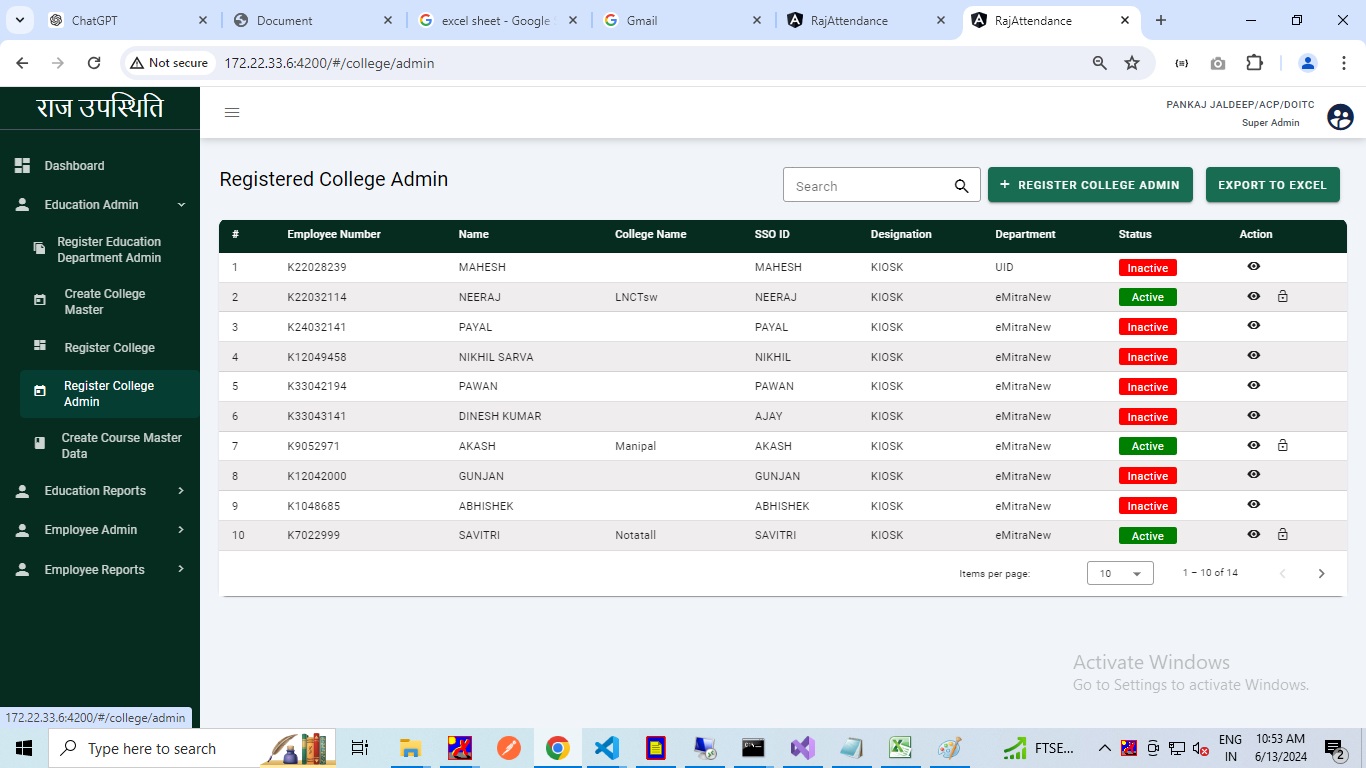 ChatGPT
Document
excel sheet - Google
Gmail
RajAttendance
RajAttendance
Not secure
172.22.33.6:4200/#/college/admin
राज उपस्थिति
PANKAJ JALDEEP/ACP/DOITC
Super Admin
Dashboard
Education Admin
Register Education
Department Admin
Create College
Master
Register College
Register College
Admin
Create Course Master
Data
Education Reports
Employee Admin
Employee Reports
Registered College Admin
Search
+ REGISTER COLLEGE ADMIN
EXPORT TO EXCEL
# Employee Number Name College Name SSO ID Designation Department Status Action
1 K22028239 MAHESH MAHESH KIOSK UID Inactive
2 K22032114 NEERAJ LNCTsw NEERAJ KIOSK eMitraNew Active
3 K24032141 PAYAL PAYAL KIOSK eMitraNew Inactive
4 K12049458 NIKHIL SARVA NIKHIL KIOSK eMitraNew Inactive
5 K33042194 PAWAN PAWAN KIOSK eMitraNew Inactive
6 K33043141 DINESH KUMAR AJAY KIOSK eMitraNew Inactive
7 K9052971 AKASH Manipal AKASH KIOSK eMitraNew Active
8 K12042000 GUNJAN GUNJAN KIOSK eMitraNew Inactive
9 K1048685 ABHISHEK ABHISHEK KIOSK eMitraNew Inactive
10 K7022999 SAVITRI Notatall SAVITRI KIOSK eMitraNew Active
Items per page: 10 1 – 10 of 14
Activate Windows
Go to Settings to activate Windows.
172.22.33.6:4200/#/college/admin
Type here to search
FTSE...
ENG
IN
10:53 AM
6/13/2024
2